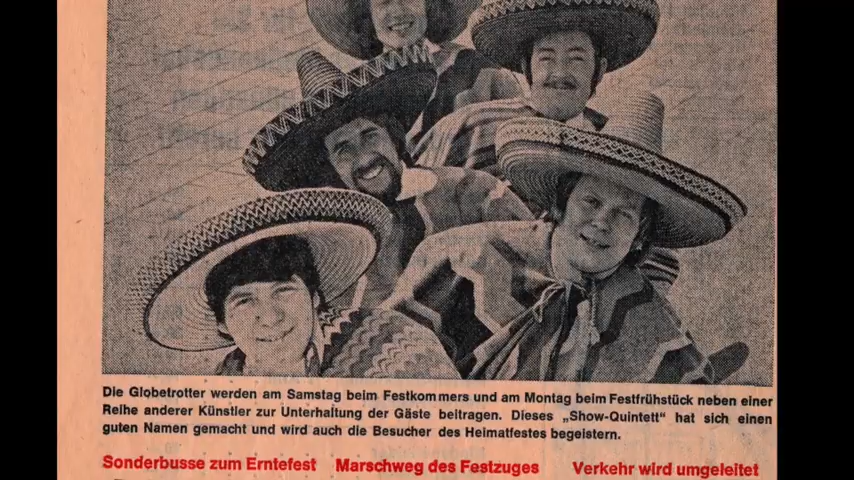 Die Globetrotter werden am Samstag beim Festkommers und am Montag beim Festfrühstück neben einer
Reihe anderer Künstler zur Unterhaltung der Gäste beitragen. Dieses „Show-Quintett" hat sich einen
guten Namen gemacht und wird auch die Besucher des Heimatfestes begeistern.
Sonderbusse zum Erntefest Marschweg des Festzuges Verkehr wird umgeleitet